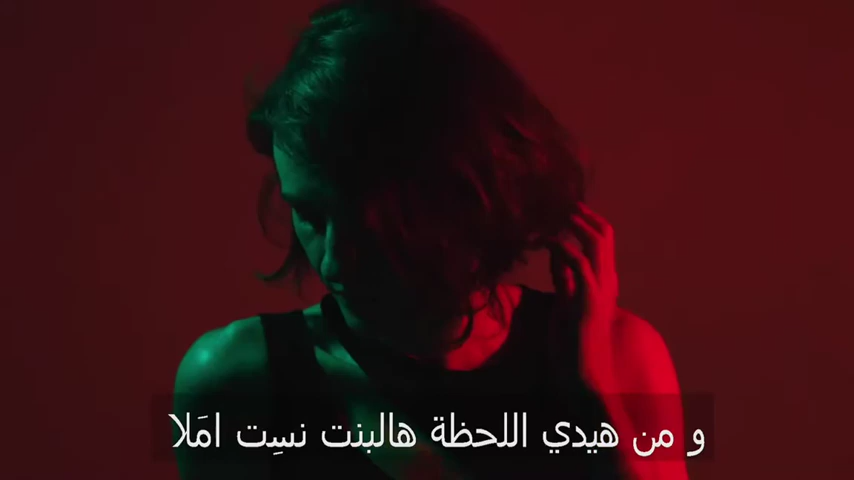 و من هيدي اللحظة هالبنت نسِت امَلا